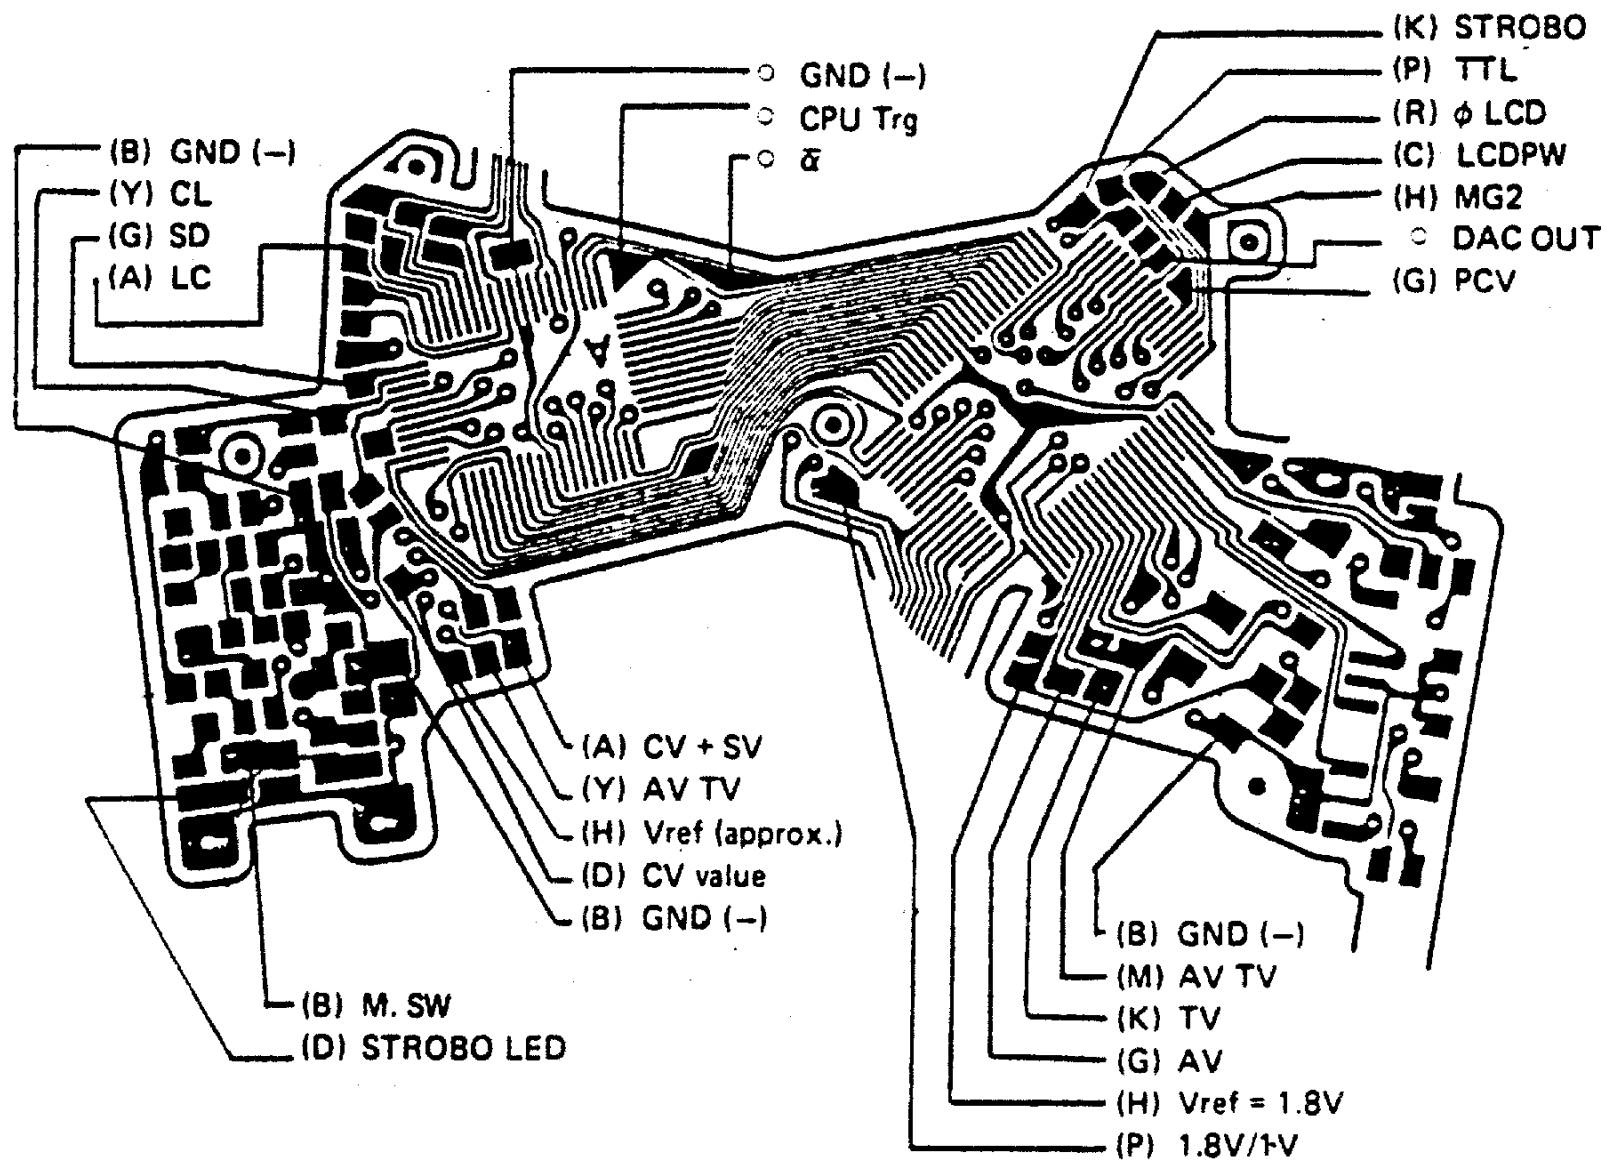 (K) STROBO
(P) TTL
(R) ϕ LCD
(C) LCDPW
(H) MG2
○ DAC OUT
(G) PCV
○ GND (–)
○ CPU Trg
○ ᾱ
(B) GND (–)
(Y) CL
(G) SD
(A) LC
A
(A) CV + SV
(Y) AV TV
(H) Vref (approx.)
(D) CV value
(B) GND (–)
(B) M. SW
(D) STROBO LED
(B) GND (–)
(M) AV TV
(K) TV
(G) AV
(H) Vref = 1.8V
(P) 1.8V/1-V